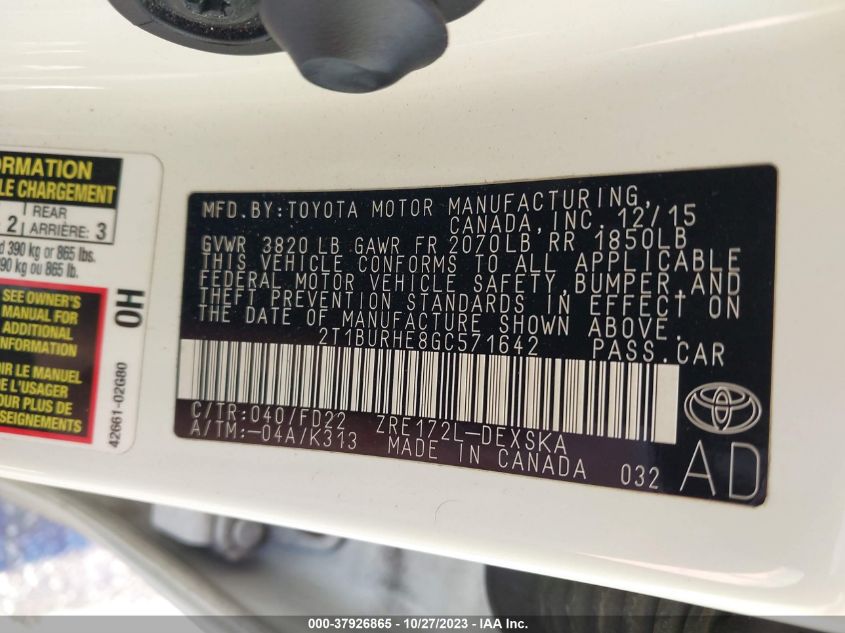 ORMATION
LE CHARGEMENT
2 REAR ARRIÈRE: 3
d 390 kg or 865 lbs.
90 kg ou 865 lb.
SEE OWNER'S
MANUAL FOR
ADDITIONAL
INFORMATION
OIR LE MANUEL
DE L'USAGER
OUR PLUS DE
SEIGNEMENTS
OH
42661-02G80
MFD.BY:TOYOTA MOTOR MANUFACTURING,
CANADA,INC. 12/15
GVWR 3820LB GAWR FR 2070LB RR 1850LB
THIS VEHICLE CONFORMS TO ALL APPLICABLE
FEDERAL MOTOR VEHICLE SAFETY,BUMPER,AND
THEFT PREVENTION STANDARDS IN EFFECT ON
THE DATE OF MANUFACTURE SHOWN ABOVE.
2T1BURHE8GC571642 PASS.CAR
C/TR:040/FD22 ZRE172L-DEXSKA
A/TM:-04A/K313 MADE IN CANADA 032
AD
000-37926865 / 10/27/2023 - IAA Inc.